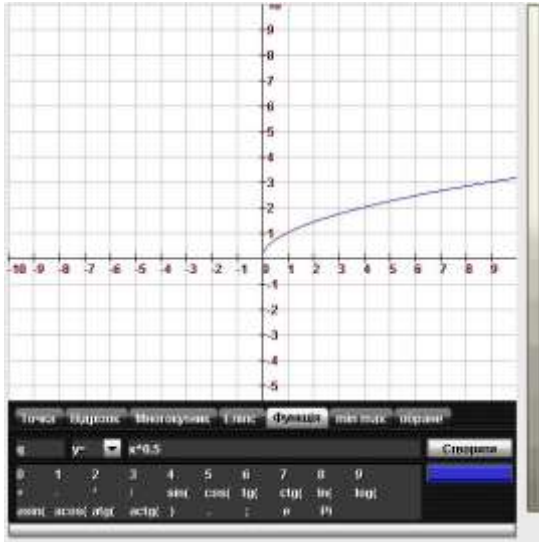 10
9
8
7
6
5
4
3
2
1
-10 -9 -8 -7 -6 -5 -4 -3 -2 -1 0 1 2 3 4 5 6 7 8 9
-1
-2
-3
-4
-5
Точка Відрізок Многокутник Еліпс Функція min max обране
y= Створити
0 1 2 3 4 5 6 7 8 9
sin( cos( tg( ctg( ln( log(
asin( acos( atg( actg( ) . ; e Pi